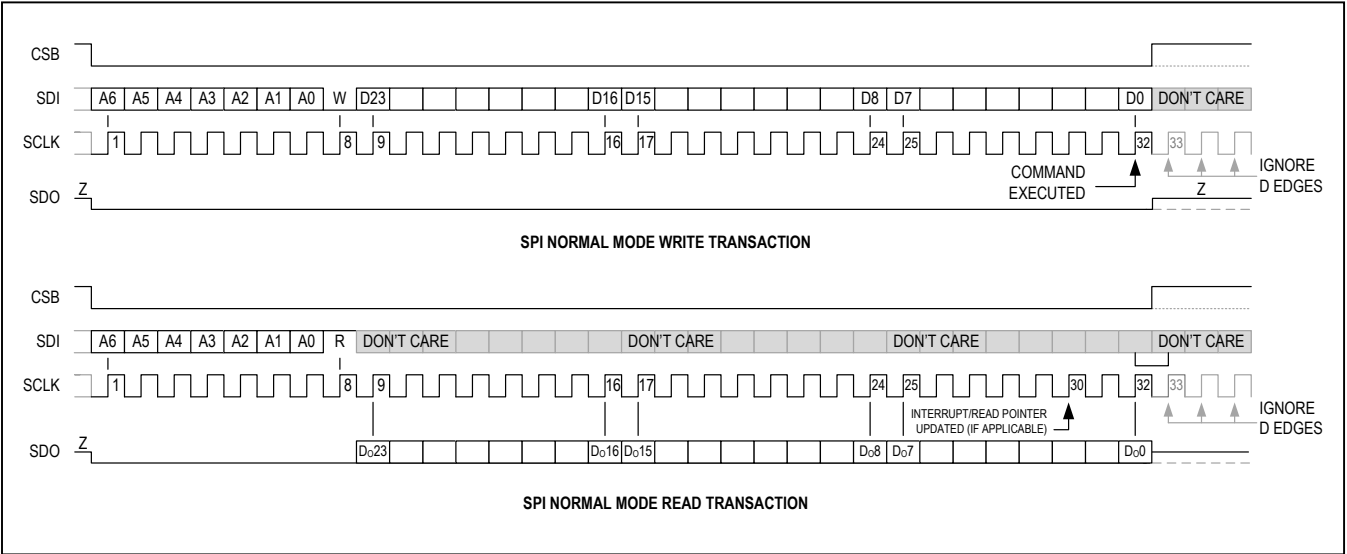 CSB
SDI A6 A5 A4 A3 A2 A1 A0 W D23 D16 D15 D8 D7 D0 DON'T CARE
SCLK 1 8 9 16 17 24 25 32 33
COMMAND
EXECUTED
IGNORE
D EDGES
SDO Z Z
SPI NORMAL MODE WRITE TRANSACTION
CSB
SDI A6 A5 A4 A3 A2 A1 A0 R DON'T CARE DON'T CARE DON'T CARE DON'T CARE
SCLK 1 8 9 16 17 24 25 30 32 33
INTERRUPT/READ POINTER
UPDATED (IF APPLICABLE)
IGNORE
D EDGES
SDO Z Do23 Do16 Do15 Do8 Do7 Do0
SPI NORMAL MODE READ TRANSACTION